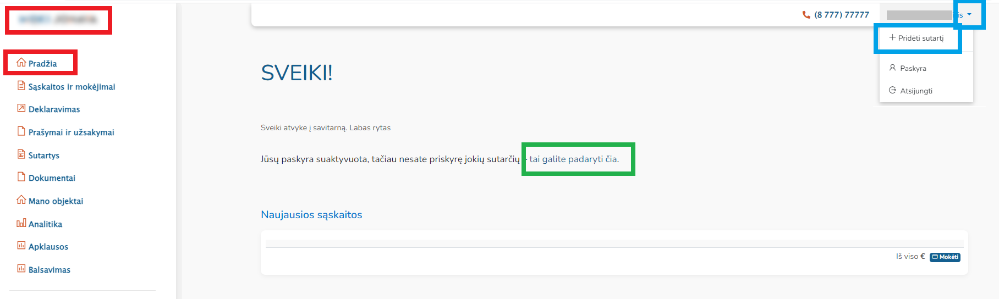 (8 777) 77777
Pridėti sutartį
Paskyra
Atsijungti
Pradžia
Sąskaitos ir mokėjimai
Deklaravimas
Prašymai ir užsakymai
Sutartys
Dokumentai
Mano objektai
Analitika
Apklausos
Balsavimas
SVEIKI!
Sveiki atvykę į savitarną. Labas rytas
Jūsų paskyra suaktyvuota, tačiau nesate priskyrę jokių sutarčių - tai galite padaryti čia.
Naujausios sąskaitos
Iš viso € Mokėti